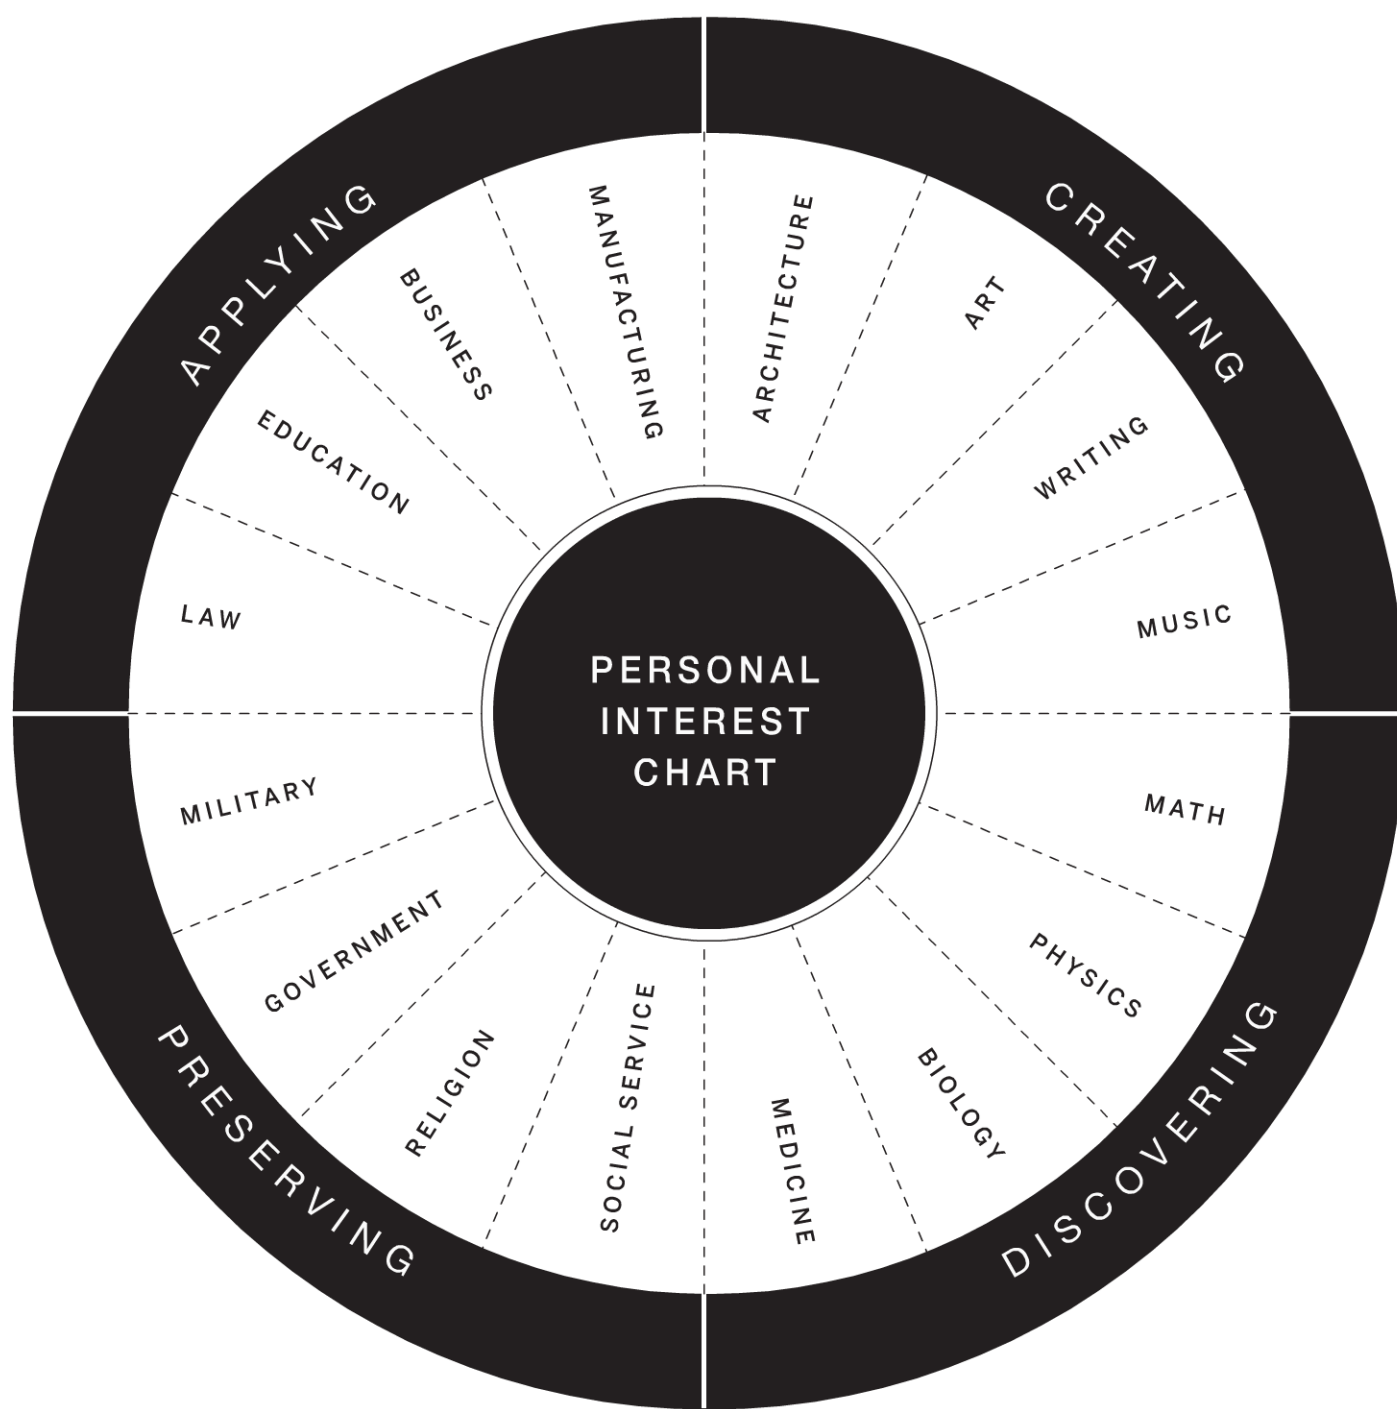 PERSONAL
INTEREST
CHART
CREATING
ARCHITECTURE
ART
WRITING
MUSIC
DISCOVERING
MATH
PHYSICS
BIOLOGY
MEDICINE
PRESERVING
SOCIAL SERVICE
RELIGION
GOVERNMENT
MILITARY
APPLYING
LAW
EDUCATION
BUSINESS
MANUFACTURING